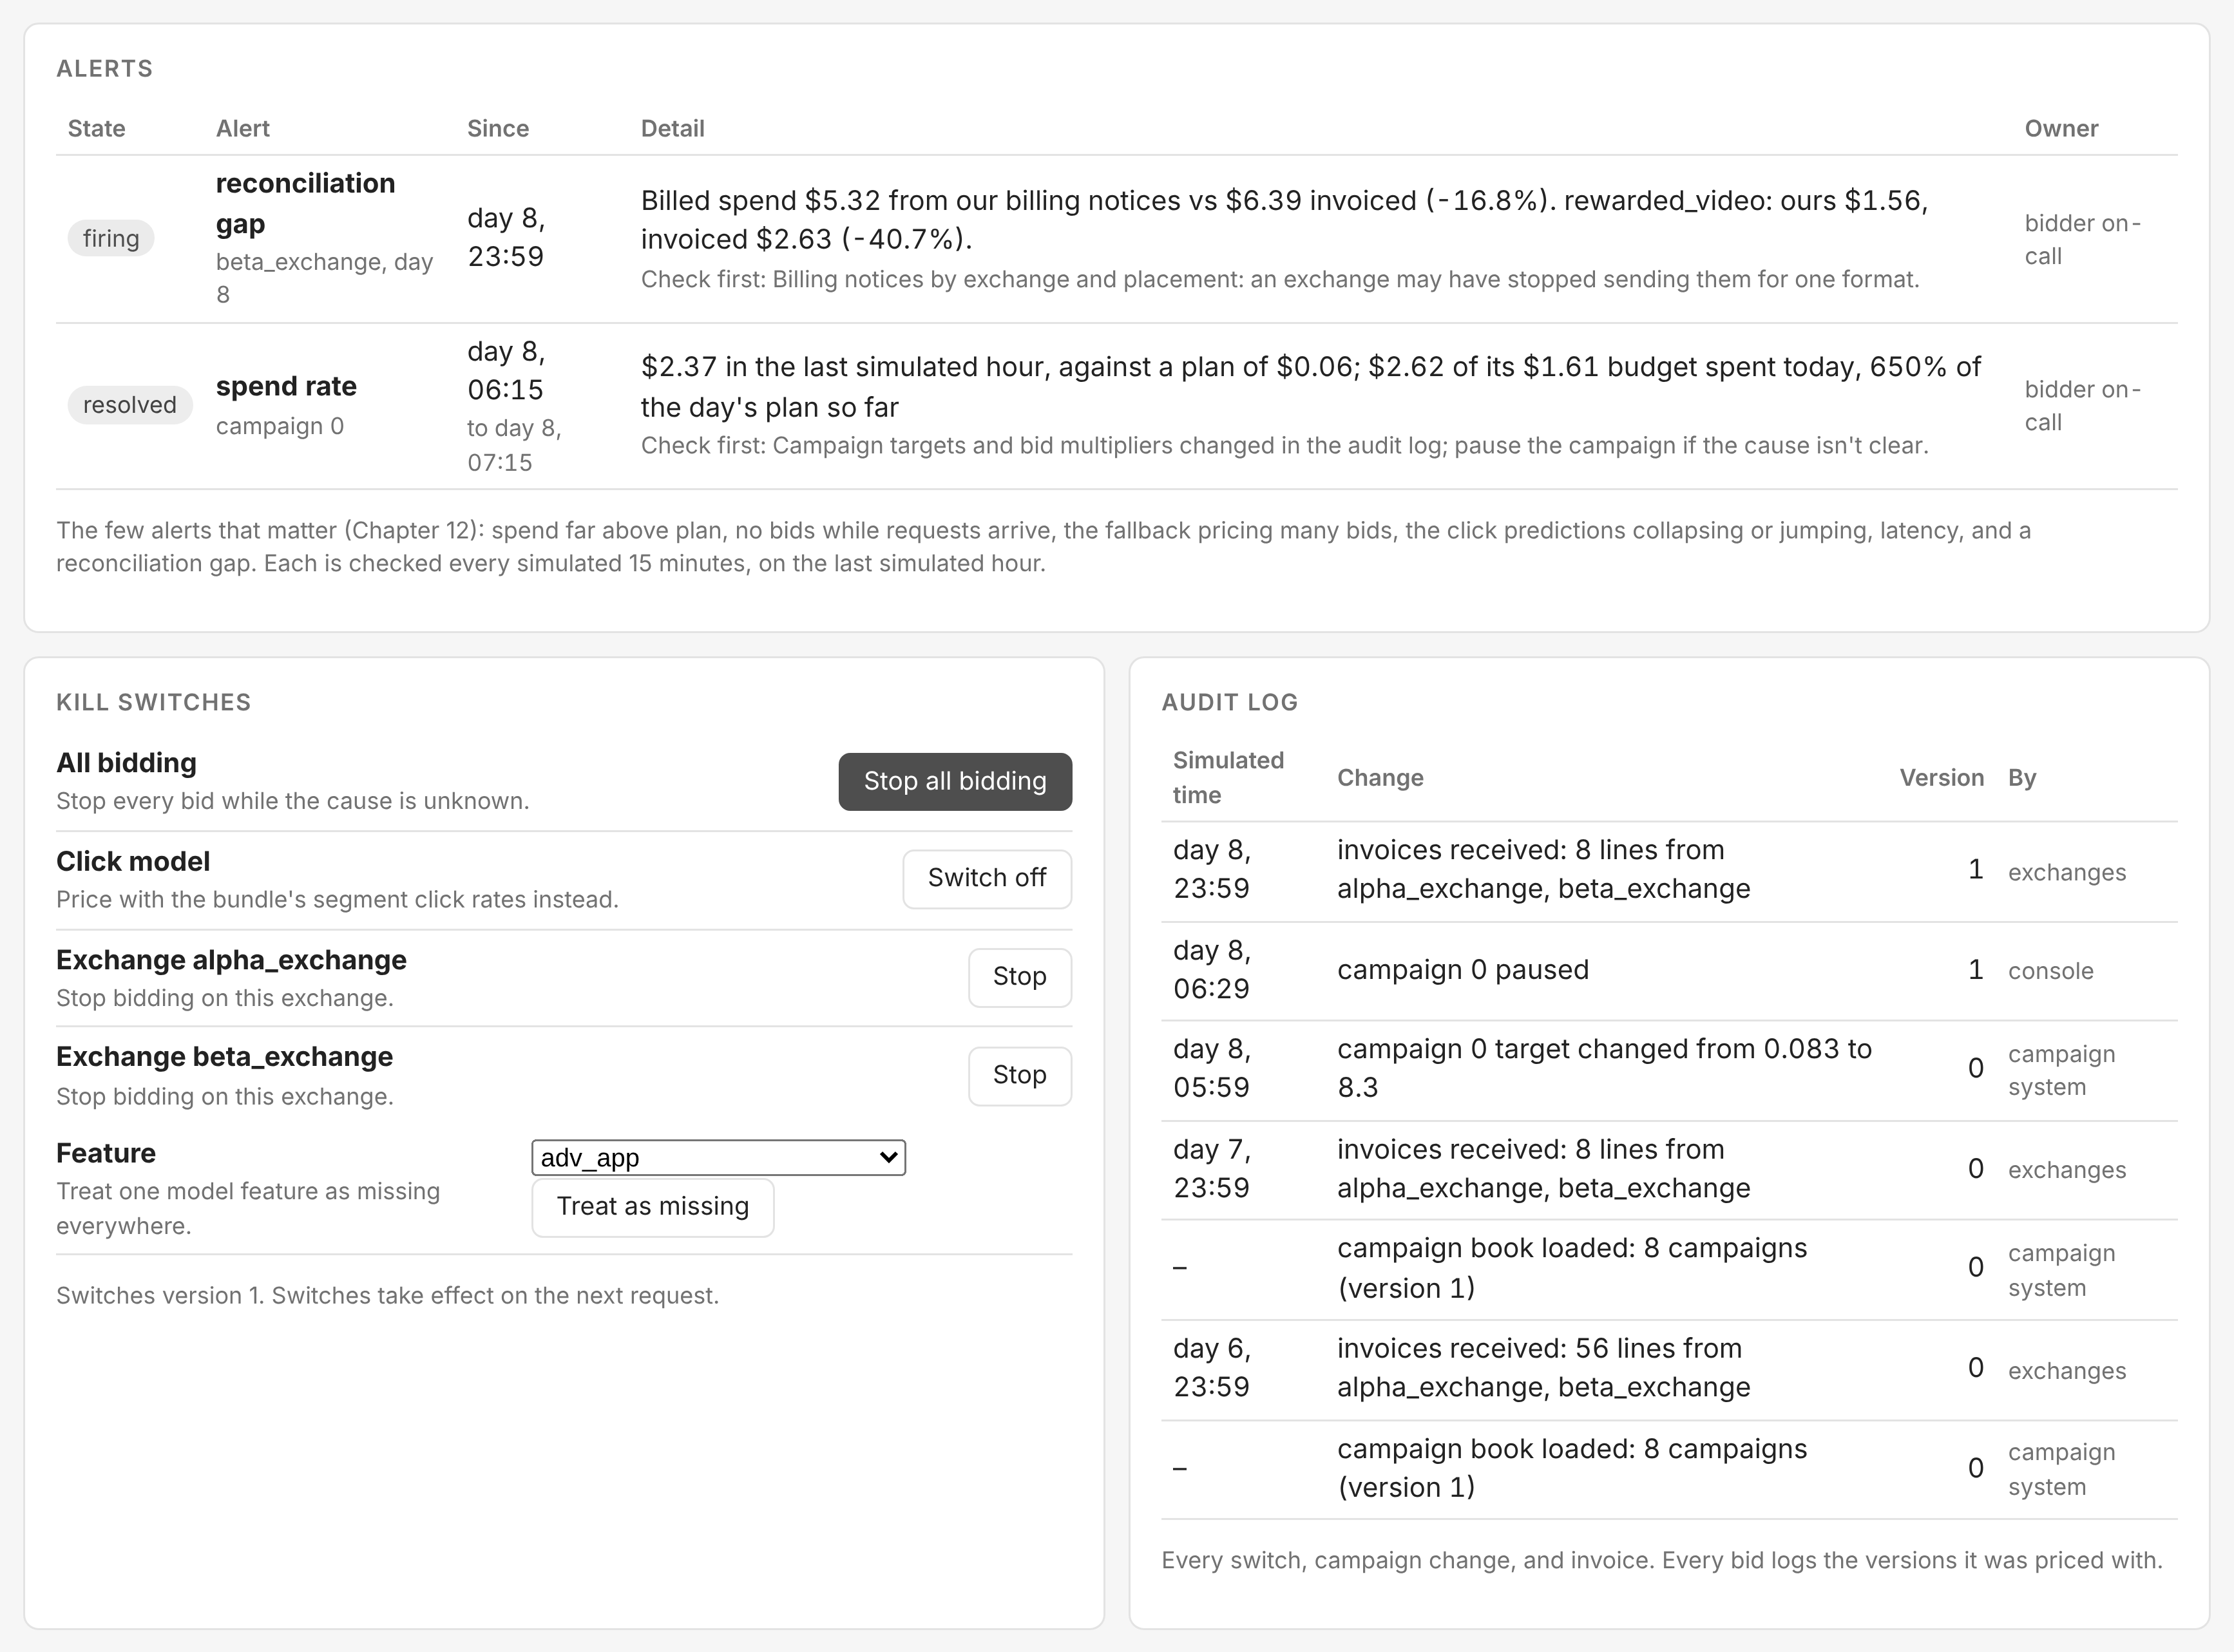 ALERTS
State Alert Since Detail Owner
firing
reconciliation
gap
beta_exchange, day
8
day 8,
23:59
Billed spend $5.32 from our billing notices vs $6.39 invoiced (-16.8%). rewarded_video: ours $1.56,
invoiced $2.63 (-40.7%).
Check first: Billing notices by exchange and placement: an exchange may have stopped sending them for one format.
bidder on-
call
resolved
spend rate
campaign 0
day 8,
06:15
to day 8,
07:15
$2.37 in the last simulated hour, against a plan of $0.06; $2.62 of its $1.61 budget spent today, 650% of
the day's plan so far
Check first: Campaign targets and bid multipliers changed in the audit log; pause the campaign if the cause isn't clear.
bidder on-
call
The few alerts that matter (Chapter 12): spend far above plan, no bids while requests arrive, the fallback pricing many bids, the click predictions collapsing or jumping, latency, and a
reconciliation gap. Each is checked every simulated 15 minutes, on the last simulated hour.
KILL SWITCHES
All bidding
Stop every bid while the cause is unknown.
Stop all bidding
Click model
Price with the bundle's segment click rates instead.
Switch off
Exchange alpha_exchange
Stop bidding on this exchange.
Stop
Exchange beta_exchange
Stop bidding on this exchange.
Stop
Feature
Treat one model feature as missing
everywhere.
adv_app
Treat as missing
Switches version 1. Switches take effect on the next request.
AUDIT LOG
Simulated
time
Change Version By
day 8,
23:59
invoices received: 8 lines from
alpha_exchange, beta_exchange
1 exchanges
day 8,
06:29
campaign 0 paused
1 console
day 8,
05:59
campaign 0 target changed from 0.083 to
8.3
0
campaign
system
day 7,
23:59
invoices received: 8 lines from
alpha_exchange, beta_exchange
0 exchanges
–
campaign book loaded: 8 campaigns
(version 1)
0
campaign
system
day 6,
23:59
invoices received: 56 lines from
alpha_exchange, beta_exchange
0 exchanges
–
campaign book loaded: 8 campaigns
(version 1)
0
campaign
system
Every switch, campaign change, and invoice. Every bid logs the versions it was priced with.